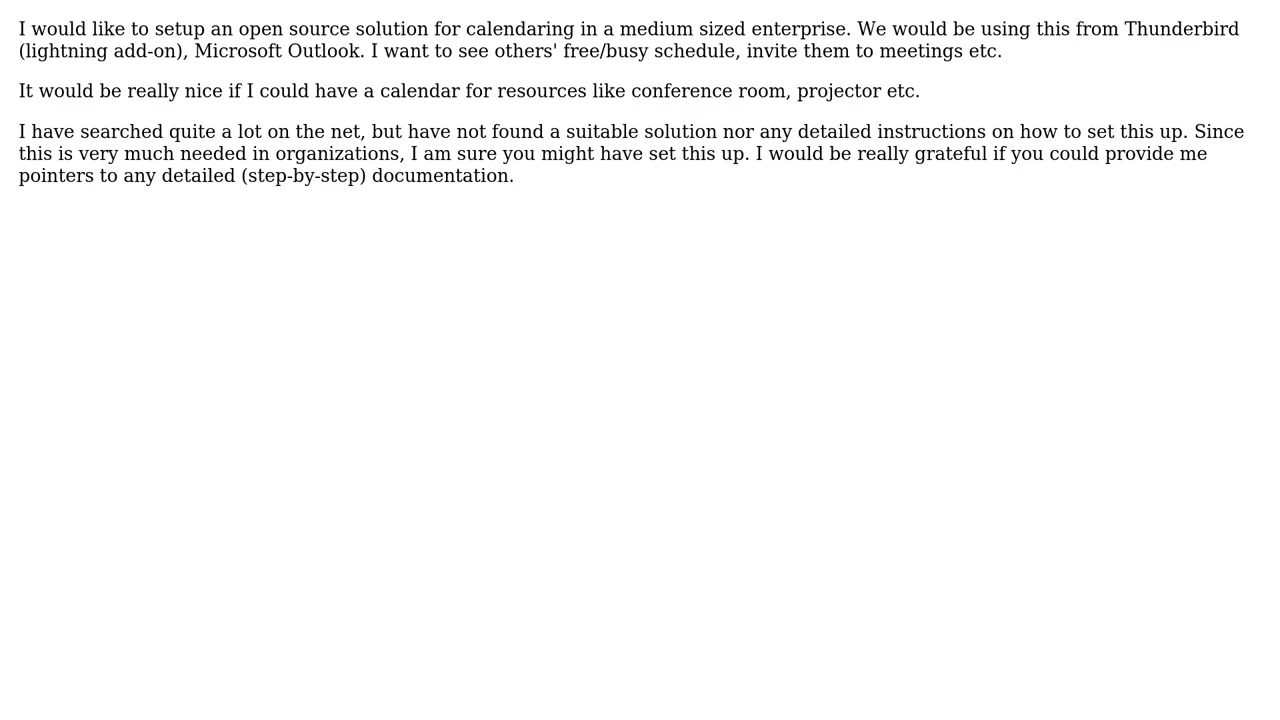 I would like to setup an open source solution for calendaring in a medium sized enterprise. We would be using this from Thunderbird
(lightning add-on), Microsoft Outlook. I want to see others' free/busy schedule, invite them to meetings etc.
It would be really nice if I could have a calendar for resources like conference room, projector etc.
I have searched quite a lot on the net, but have not found a suitable solution nor any detailed instructions on how to set this up. Since
this is very much needed in organizations, I am sure you might have set this up. I would be really grateful if you could provide me
pointers to any detailed (step-by-step) documentation.